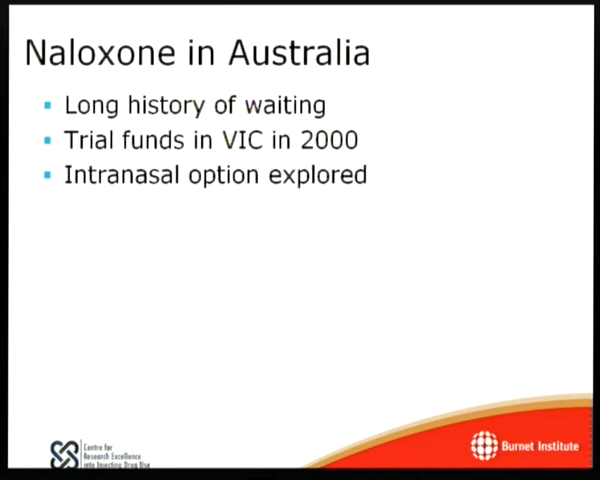 Naloxone in Australia
Long history of waiting
Trial funds in VIC in 2000
Intranasal option explored
Centre for
Research Excellence
into Injecting Drug Use
Burnet Institute